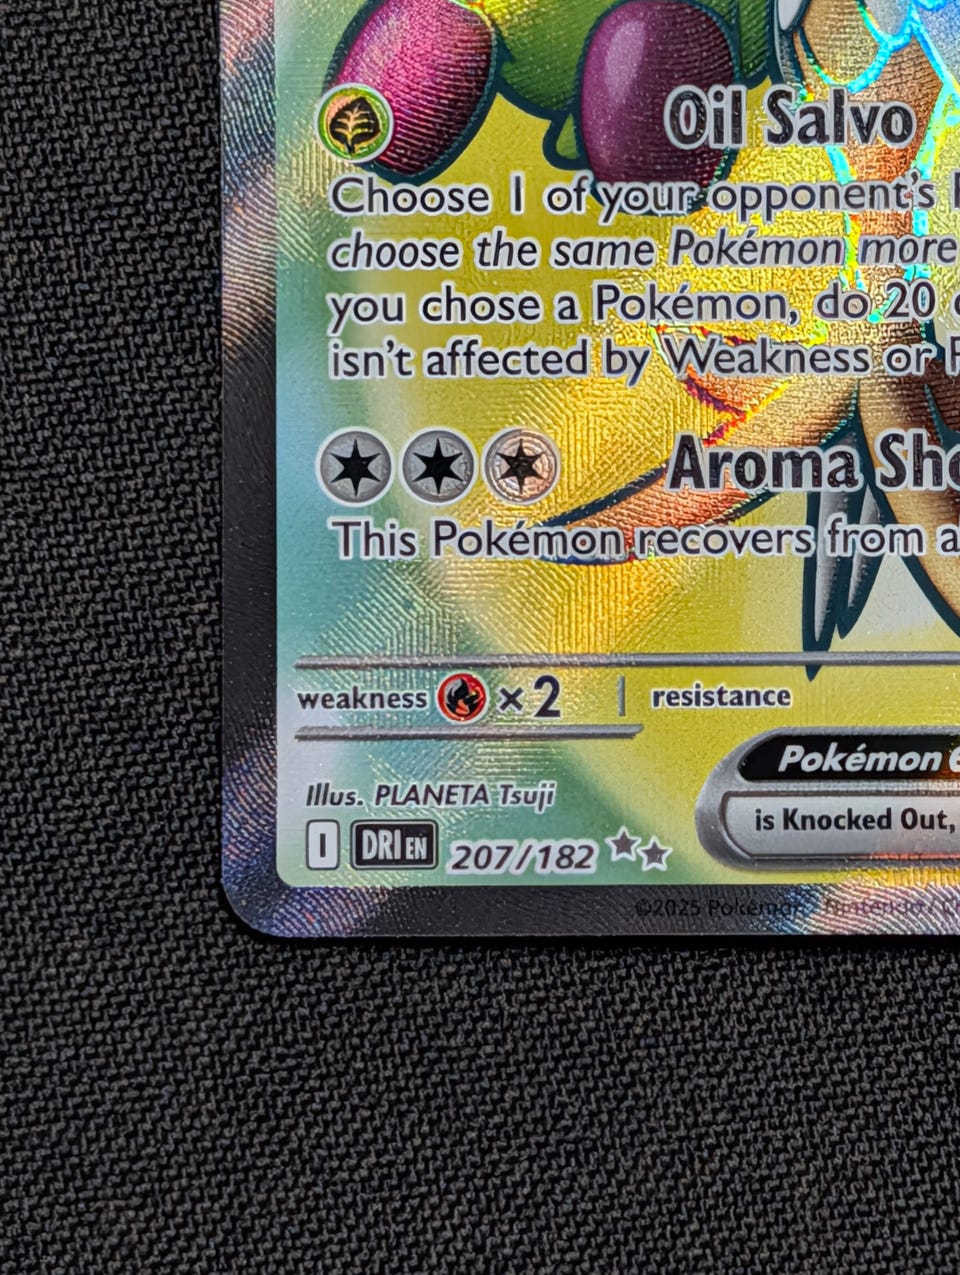 Oil Salvo
Choose 1 of your opponent's
choose the same Pokémon more
you chose a Pokémon, do 20
isn't affected by Weakness or
Aroma Sho
This Pokémon recovers from a
weakness × 2 resistance
Pokémon
is Knocked Out,
Illus. PLANETA Tsuji
I DRI EN 207/182
©2025 Pokémon Nintendo /